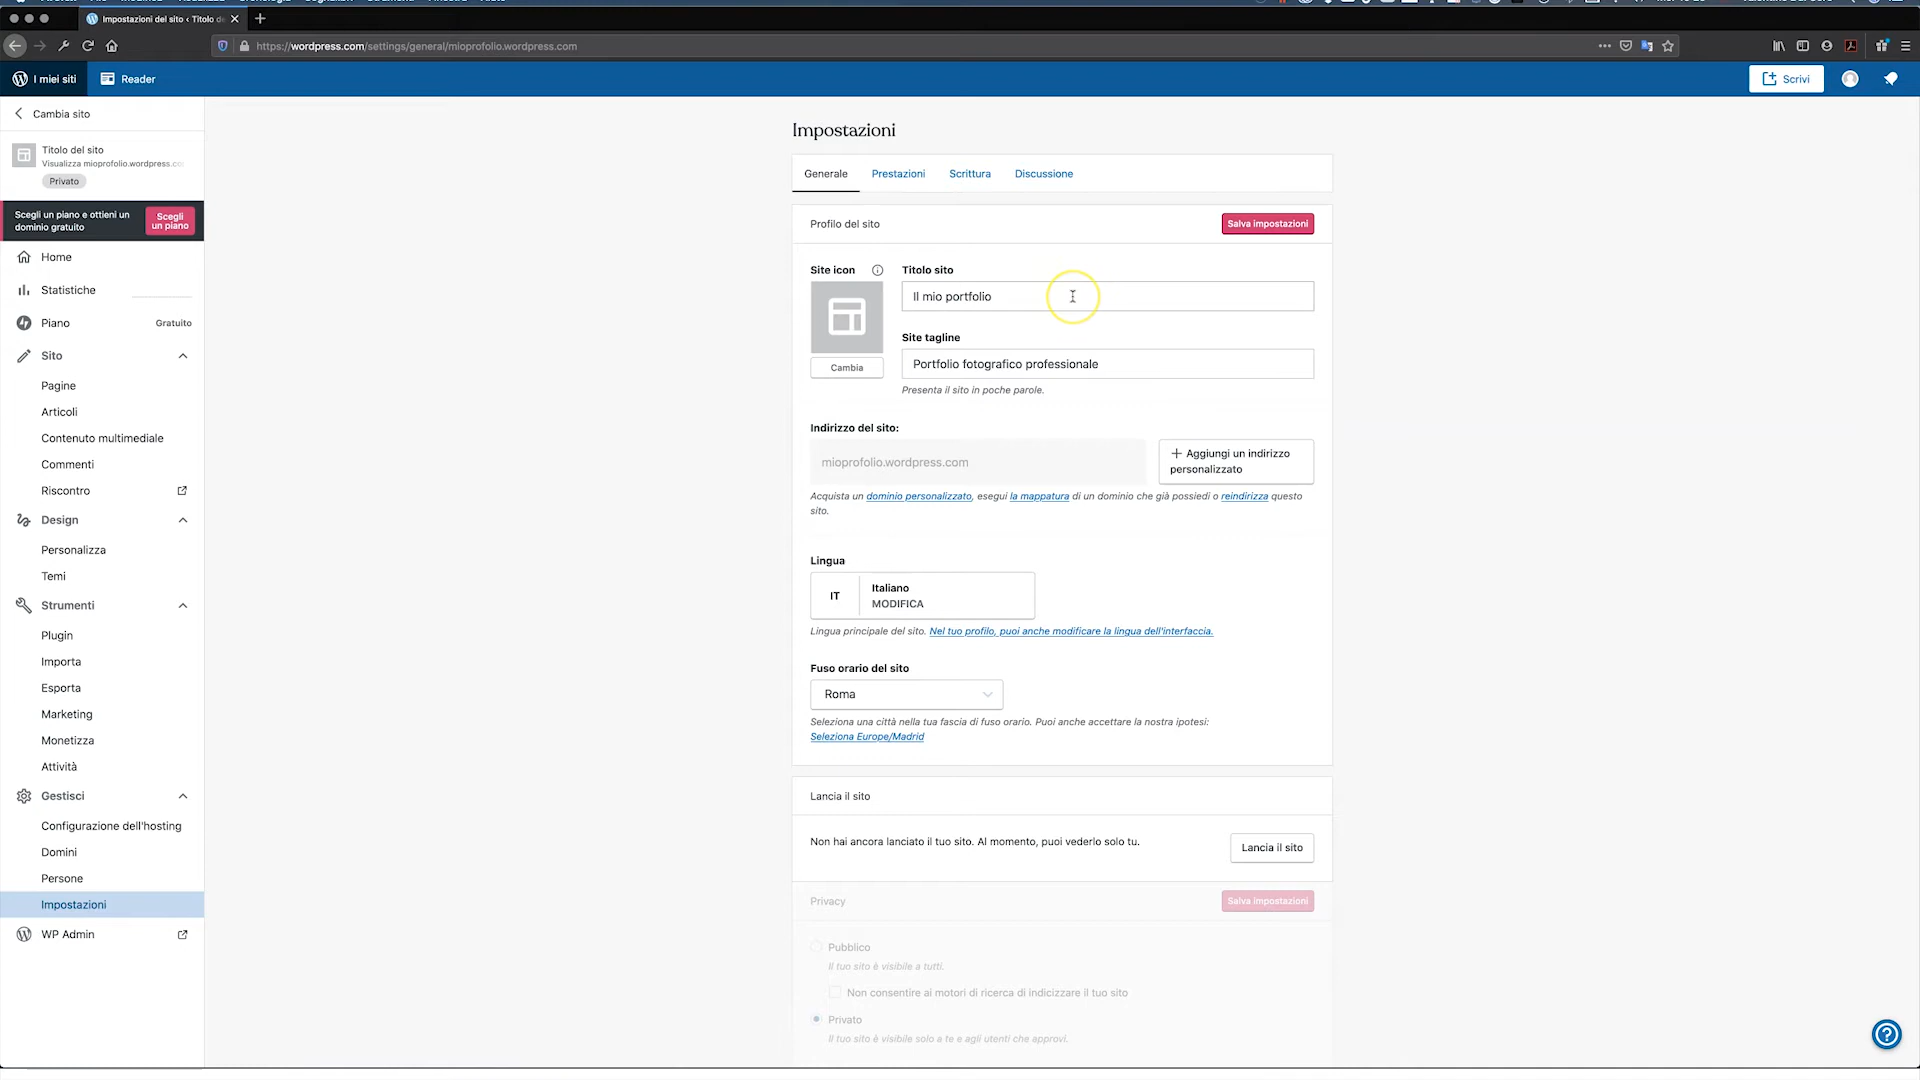 Impostazioni del sito ‹ Titolo de
https://wordpress.com/settings/general/mioprofolio.wordpress.com
I miei siti
Reader
Scrivi
Cambia sito
Titolo del sito
Visualizza mioprofolio.wordpress.co
Privato
Scegli un piano e ottieni un
dominio gratuito
Scegli
un piano
Home
Statistiche
Piano
Gratuito
Sito
Pagine
Articoli
Contenuto multimediale
Commenti
Riscontro
Design
Personalizza
Temi
Strumenti
Plugin
Importa
Esporta
Marketing
Monetizza
Attività
Gestisci
Configurazione dell'hosting
Domini
Persone
Impostazioni
WP Admin
Impostazioni
Generale
Prestazioni
Scrittura
Discussione
Profilo del sito
Salva impostazioni
Site icon
Cambia
Titolo sito
Il mio portfolio
Site tagline
Portfolio fotografico professionale
Presenta il sito in poche parole.
Indirizzo del sito:
mioprofolio.wordpress.com
Aggiungi un indirizzo
personalizzato
Acquista un dominio personalizzato, esegui la mappatura di un dominio che già possiedi o reindirizza questo
sito.
Lingua
IT
Italiano
MODIFICA
Lingua principale del sito. Nel tuo profilo, puoi anche modificare la lingua dell'interfaccia.
Fuso orario del sito
Roma
Seleziona una città nella tua fascia di fuso orario. Puoi anche accettare la nostra ipotesi:
Seleziona Europe/Madrid
Lancia il sito
Non hai ancora lanciato il tuo sito. Al momento, puoi vederlo solo tu.
Lancia il sito
Privacy
Salva impostazioni
Pubblico
Il tuo sito è visibile a tutti.
Non consentire ai motori di ricerca di indicizzare il tuo sito
Privato
Il tuo sito è visibile solo a te e agli utenti che approvi.